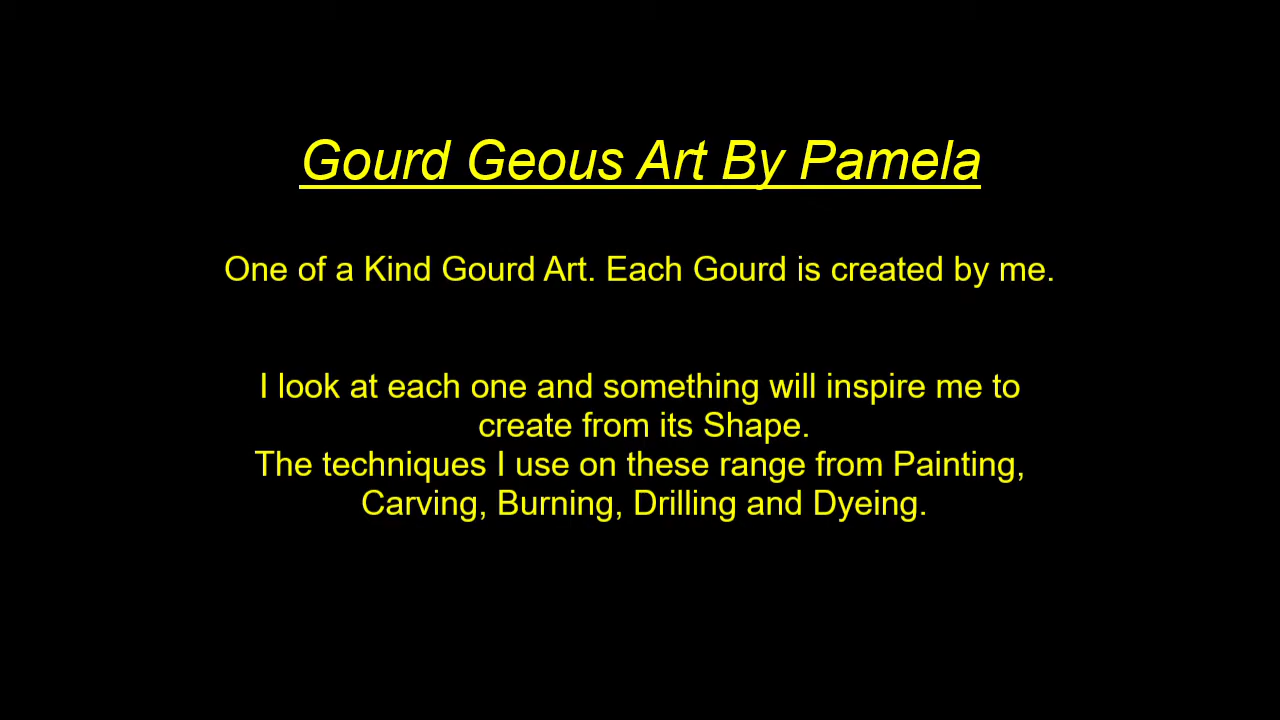 Gourd Geous Art By Pamela
One of a Kind Gourd Art. Each Gourd is created by me.
I look at each one and something will inspire me to
create from its Shape.
The techniques I use on these range from Painting,
Carving, Burning, Drilling and Dyeing.